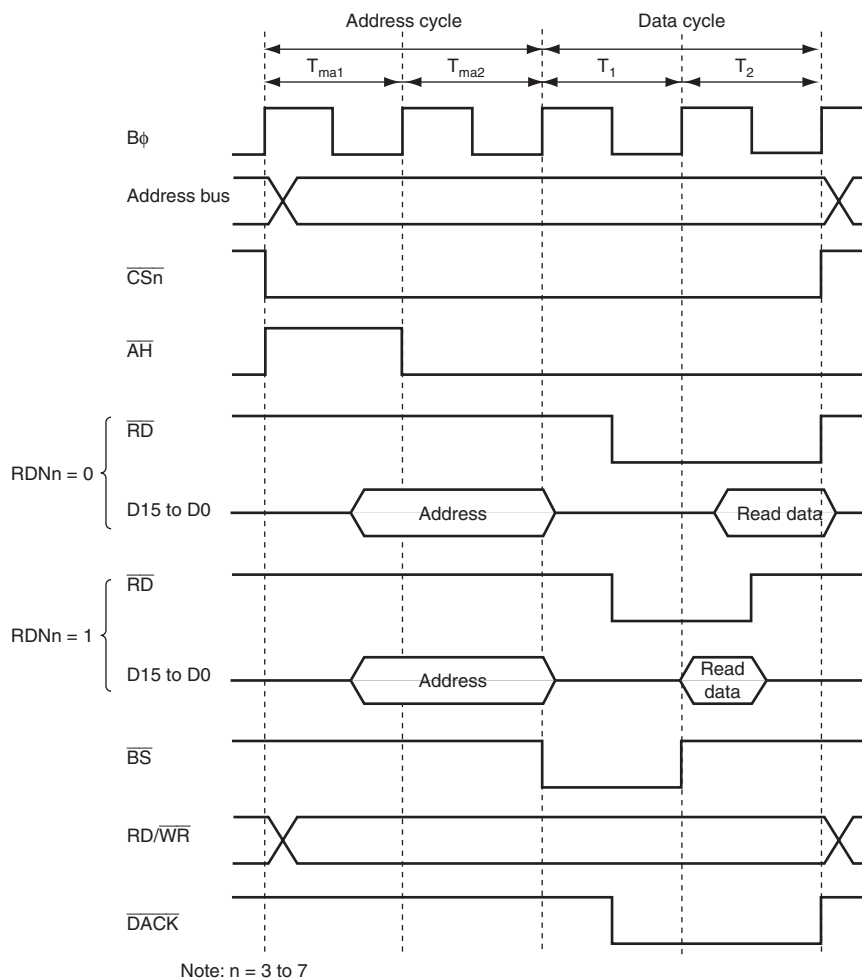 Address cycle Data cycle
Tma1 Tma2 T1 T2
Bφ
Address bus
CSn
AH
RD
RDNn = 0
D15 to D0 Address Read data
RD
RDNn = 1
D15 to D0 Address Read
data
BS
RD/WR
DACK
Note: n = 3 to 7